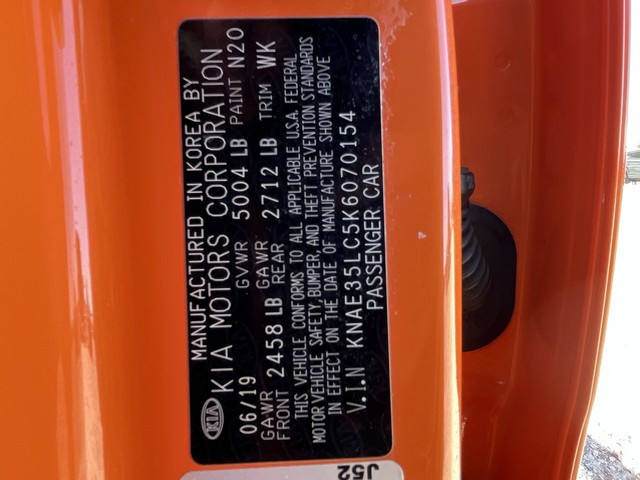 MANUFACTURED IN KOREA BY
KIA KIA MOTORS CORPORATION
06/19 GVWR 5004 LB PAINT N20
GAWR FRONT 2458 LB GAWR REAR 2712 LB TRIM WK
THIS VEHICLE CONFORMS TO ALL APPLICABLE U.S.A. FEDERAL
MOTOR VEHICLE SAFETY, BUMPER, AND THEFT PREVENTION STANDARDS
IN EFFECT ON THE DATE OF MANUFACTURE SHOWN ABOVE
V.I.N KNAE35LC5K6070154
PASSENGER CAR
J52